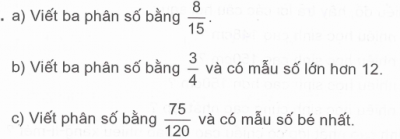 . a) Viết ba phân số bằng 8/15.
b) Viết ba phân số bằng 3/4 và có mẫu số lớn hơn 12.
c) Viết phân số bằng 75/120 và có mẫu số bé nhất.